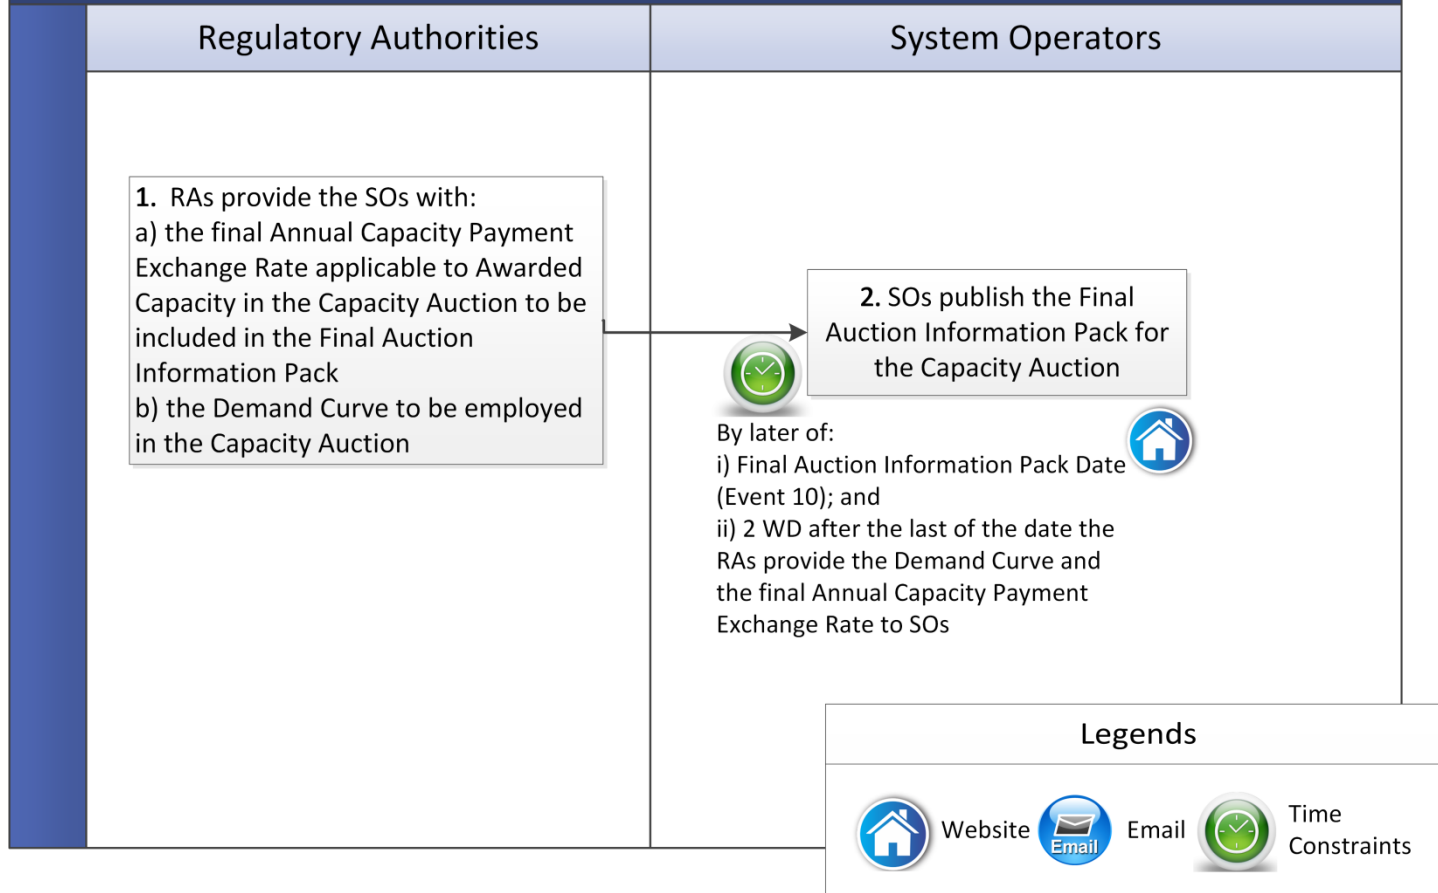 Regulatory Authorities
System Operators
1. RAs provide the SOs with:
a) the final Annual Capacity Payment
Exchange Rate applicable to Awarded
Capacity in the Capacity Auction to be
included in the Final Auction
Information Pack
b) the Demand Curve to be employed
in the Capacity Auction
2. SOs publish the Final
Auction Information Pack for
the Capacity Auction
By later of:
i) Final Auction Information Pack Date
(Event 10); and
ii) 2 WD after the last of the date the
RAs provide the Demand Curve and
the final Annual Capacity Payment
Exchange Rate to SOs
Legends
Website
Email
Email
Time
Constraints